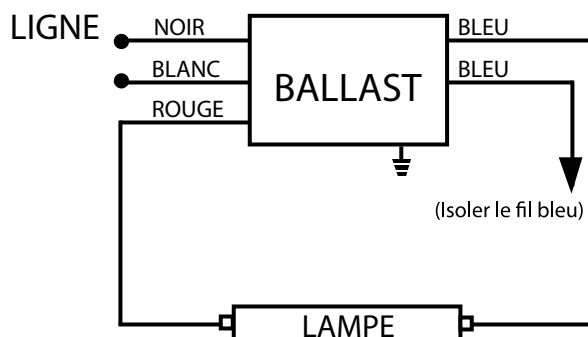 LIGNE
NOIR
BLEU
BLANC
BLEU
BALLAST
ROUGE
(Isoler le fil bleu)
LAMPE